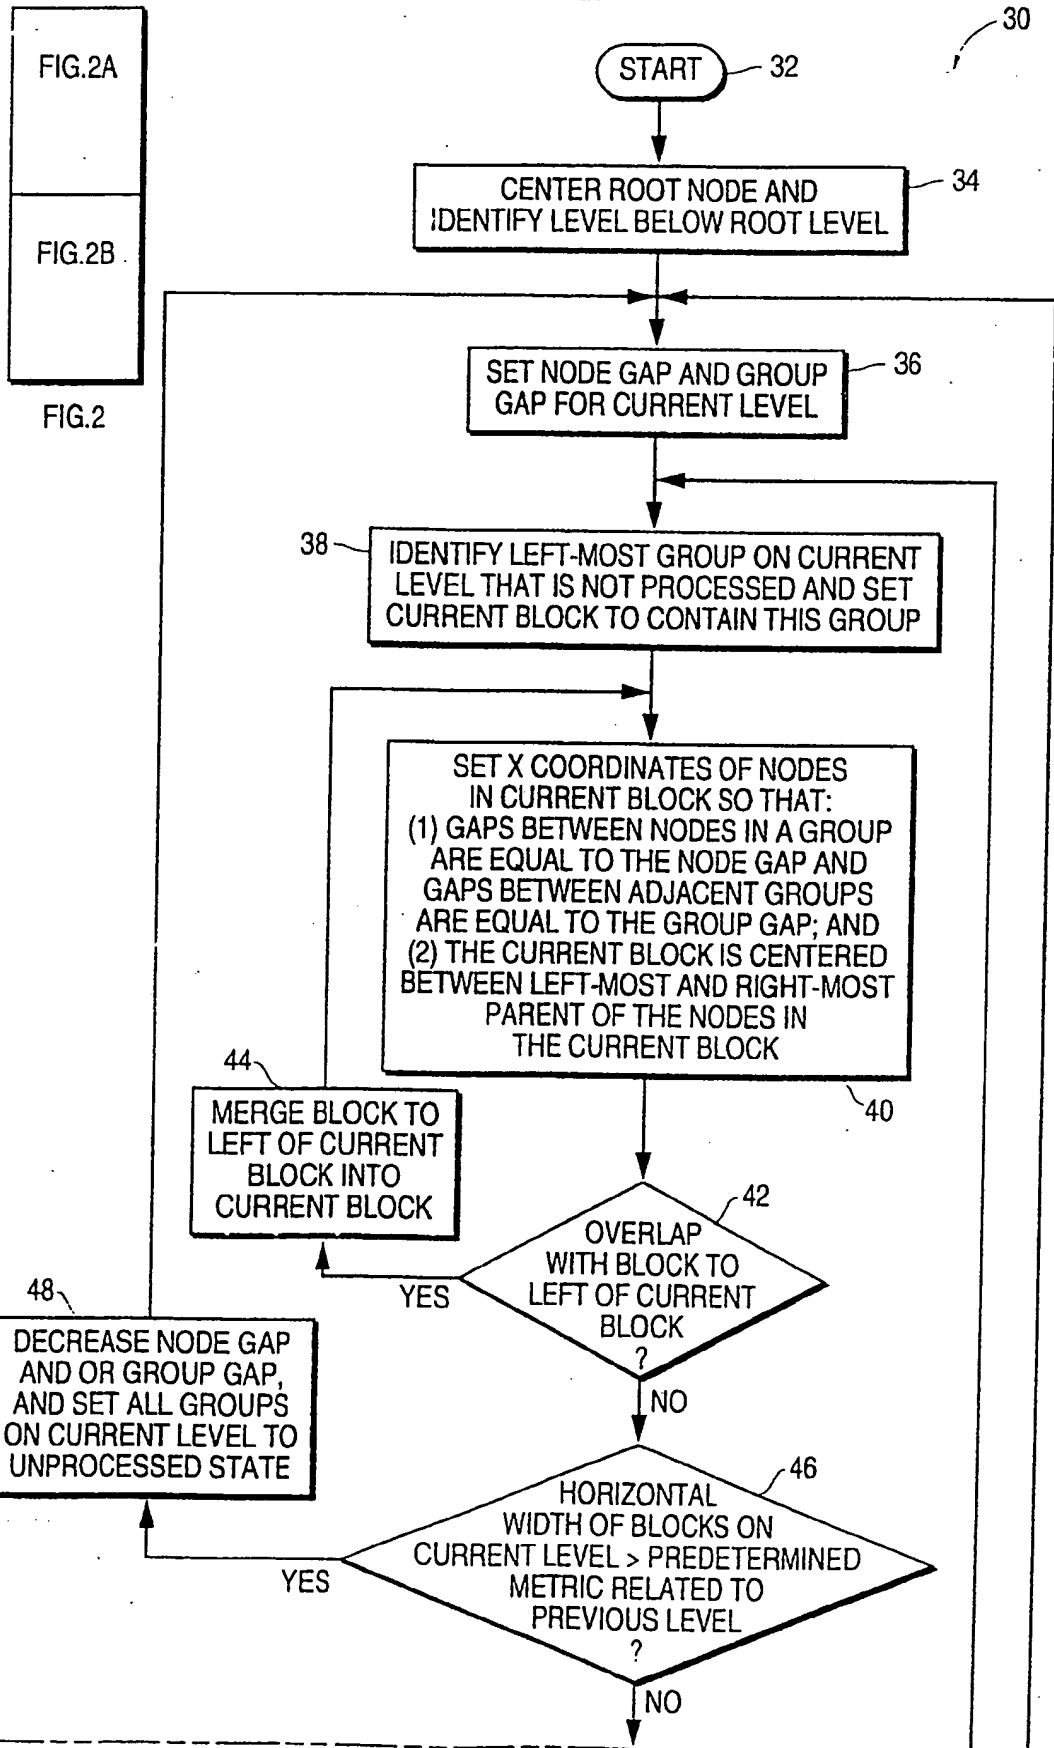 FIG.2A
FIG.2B
FIG.2
30
START
32
CENTER ROOT NODE AND
IDENTIFY LEVEL BELOW ROOT LEVEL
34
SET NODE GAP AND GROUP
GAP FOR CURRENT LEVEL
36
38
IDENTIFY LEFT-MOST GROUP ON CURRENT
LEVEL THAT IS NOT PROCESSED AND SET
CURRENT BLOCK TO CONTAIN THIS GROUP
SET X COORDINATES OF NODES
IN CURRENT BLOCK SO THAT:
(1) GAPS BETWEEN NODES IN A GROUP
ARE EQUAL TO THE NODE GAP AND
GAPS BETWEEN ADJACENT GROUPS
ARE EQUAL TO THE GROUP GAP; AND
(2) THE CURRENT BLOCK IS CENTERED
BETWEEN LEFT-MOST AND RIGHT-MOST
PARENT OF THE NODES IN
THE CURRENT BLOCK
40
44
MERGE BLOCK TO
LEFT OF CURRENT
BLOCK INTO
CURRENT BLOCK
42
OVERLAP
WITH BLOCK TO
LEFT OF CURRENT
BLOCK
?
YES
NO
48
DECREASE NODE GAP
AND OR GROUP GAP,
AND SET ALL GROUPS
ON CURRENT LEVEL TO
UNPROCESSED STATE
46
HORIZONTAL
WIDTH OF BLOCKS ON
CURRENT LEVEL > PREDETERMINED
METRIC RELATED TO
PREVIOUS LEVEL
?
YES
NO